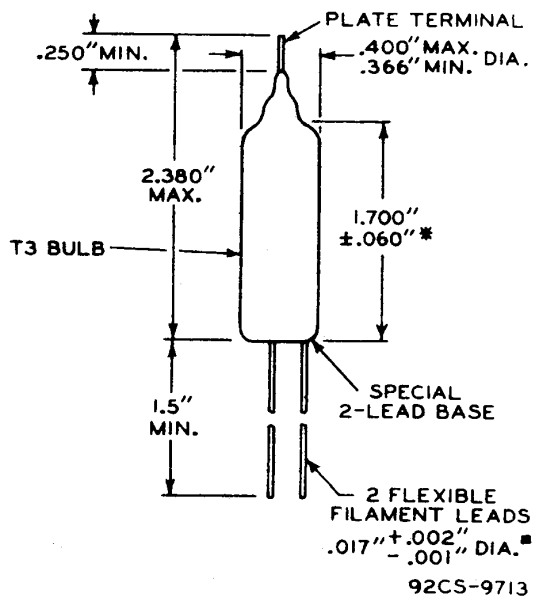 PLATE TERMINAL
.250" MIN.
.400" MAX.
.366" MIN. DIA.
2.380"
MAX.
1.700"
±.060" *
T3 BULB
SPECIAL
2-LEAD BASE
1.5"
MIN.
2 FLEXIBLE
FILAMENT LEADS
.017" +.002" DIA.■
- .001"
92CS-9713